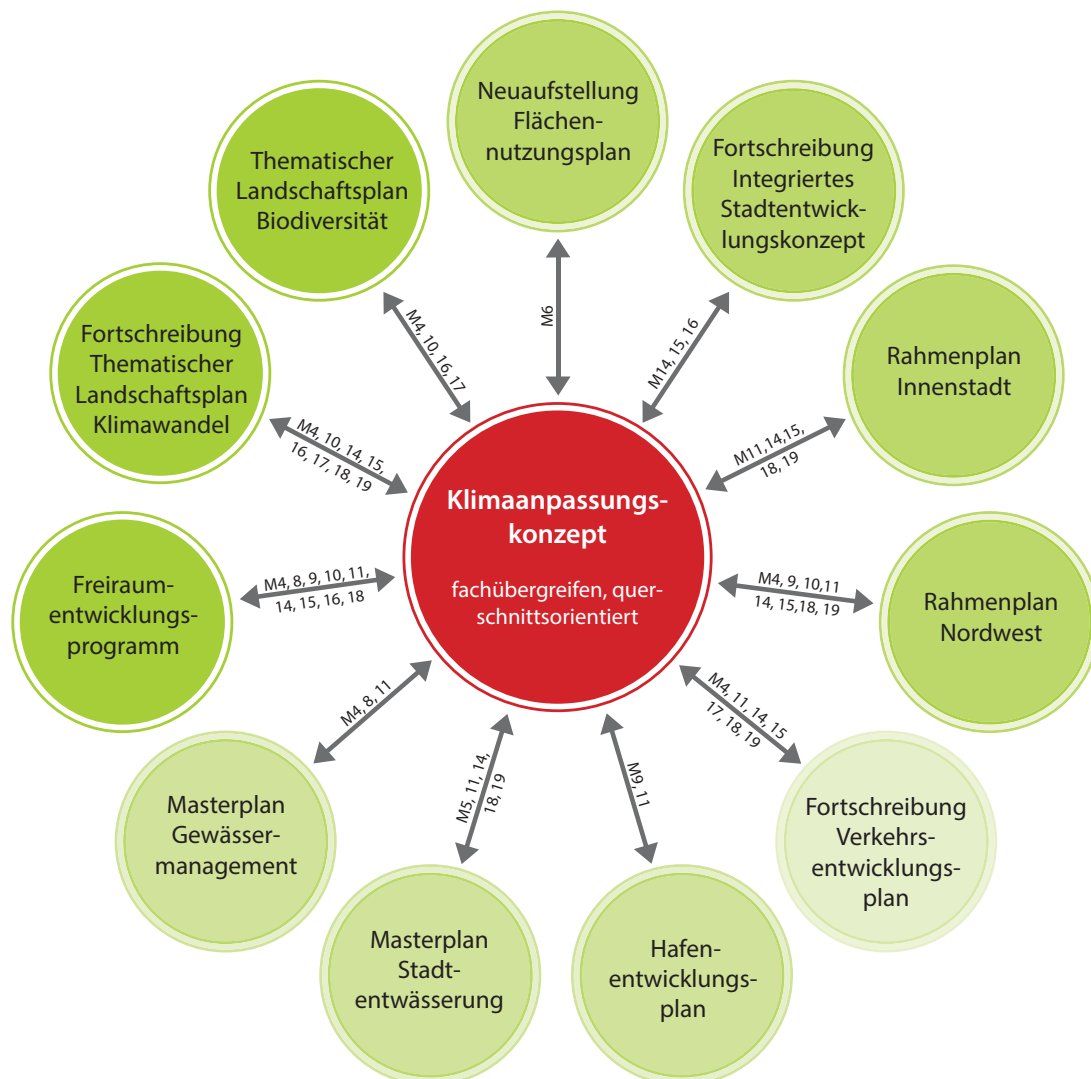 Neuaufstellung
Flächen-
nutzungsplan
Fortschreibung
Integriertes
Stadtentwick-
lungskonzept
Rahmenplan
Innenstadt
Rahmenplan
Nordwest
Fortschreibung
Verkehrs-
entwicklungs-
plan
Hafen-
entwicklungs-
plan
Masterplan
Stadt-
entwässerung
Masterplan
Gewässer-
management
Freiraum-
entwicklungs-
programm
Fortschreibung
Thematischer
Landschaftsplan
Klimawandel
Thematischer
Landschaftsplan
Biodiversität
M6
M14, 15, 16
M11,14,15,
18, 19
M4, 9, 10,11
14, 15,18, 19
M4, 11, 14, 15
17, 18, 19
M9, 11
M5, 11, 14,
18, 19
M4, 8, 11
M4, 8, 9, 10, 11,
14, 15, 16, 18
M4, 10, 14, 15,
16, 17, 18, 19
M4, 10, 16, 17
Klimaanpassungs-
konzept
fachübergreifen, quer-
schnittsorientiert